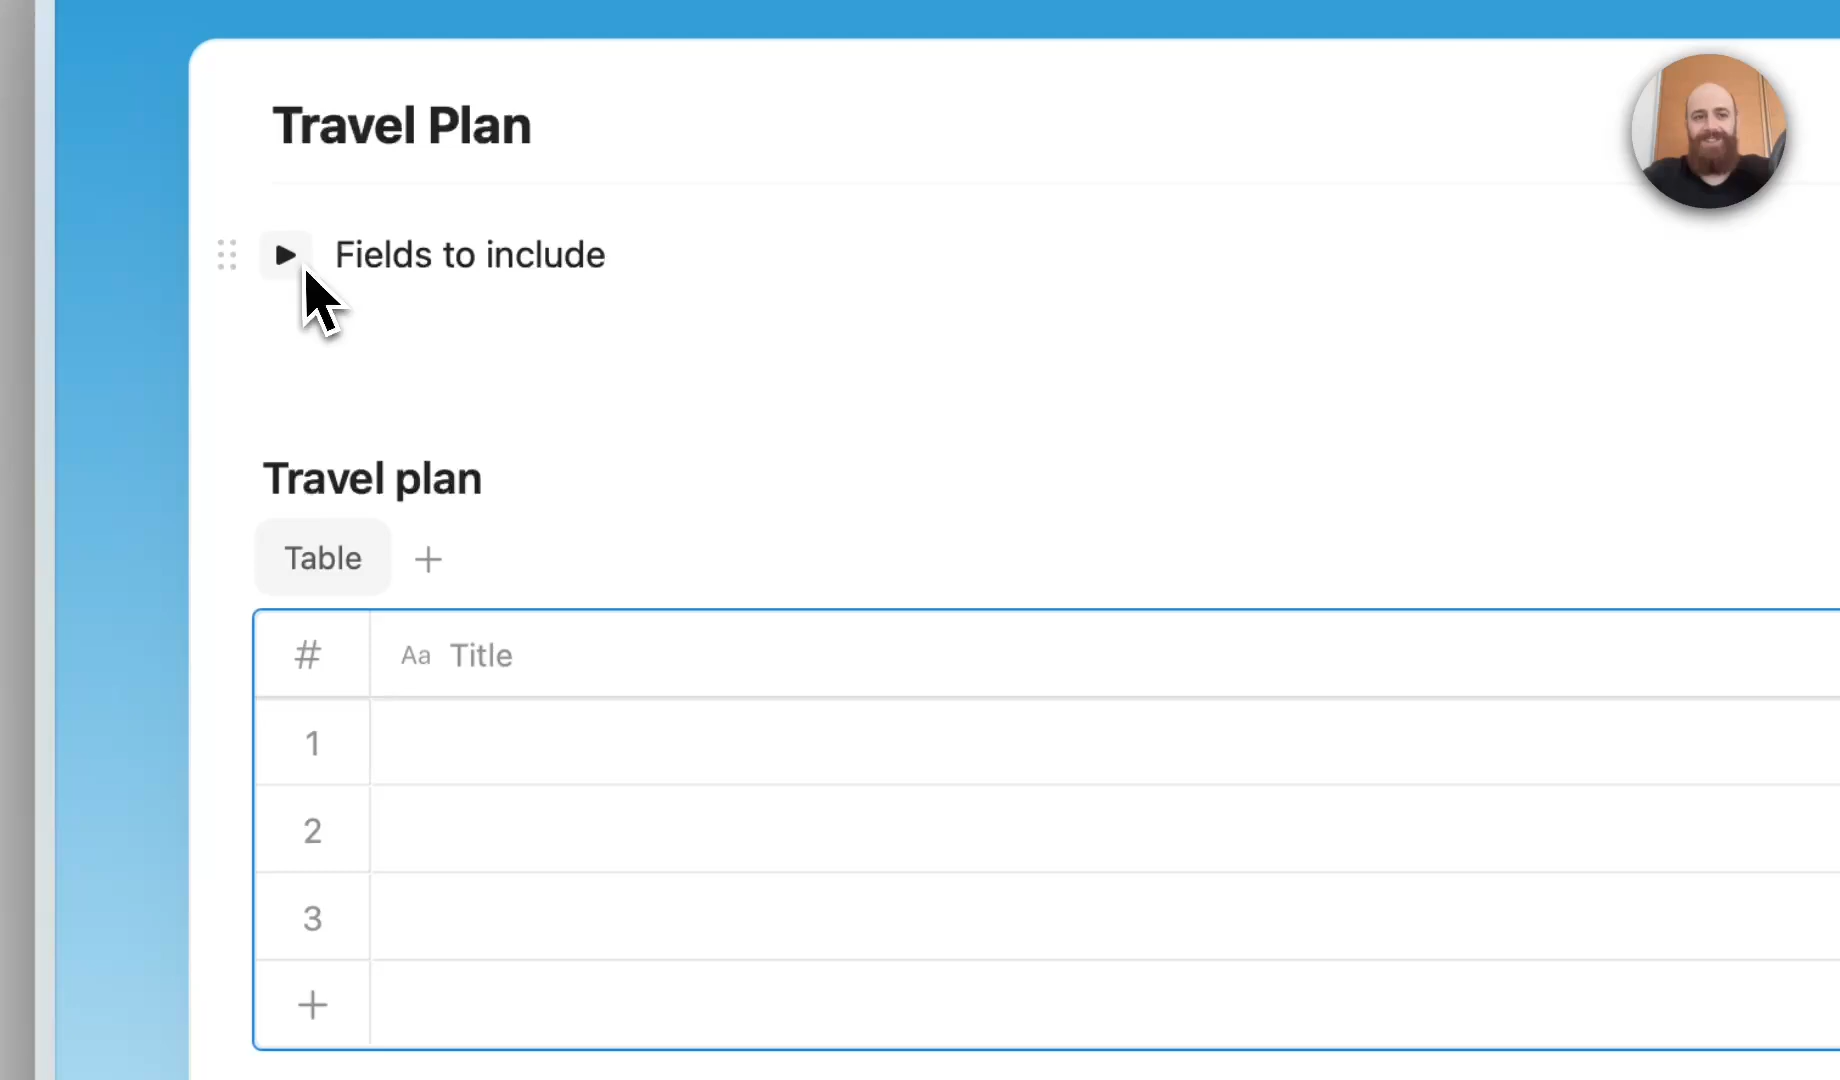 Travel Plan
Fields to include
Travel plan
Table +
# Aa Title
1
2
3
+